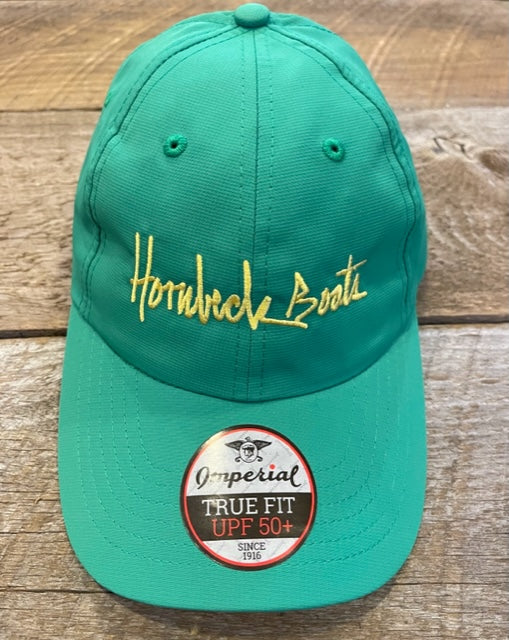 Hornbeck Boats
Imperial
TRUE FIT
UPF 50+
SINCE
1916